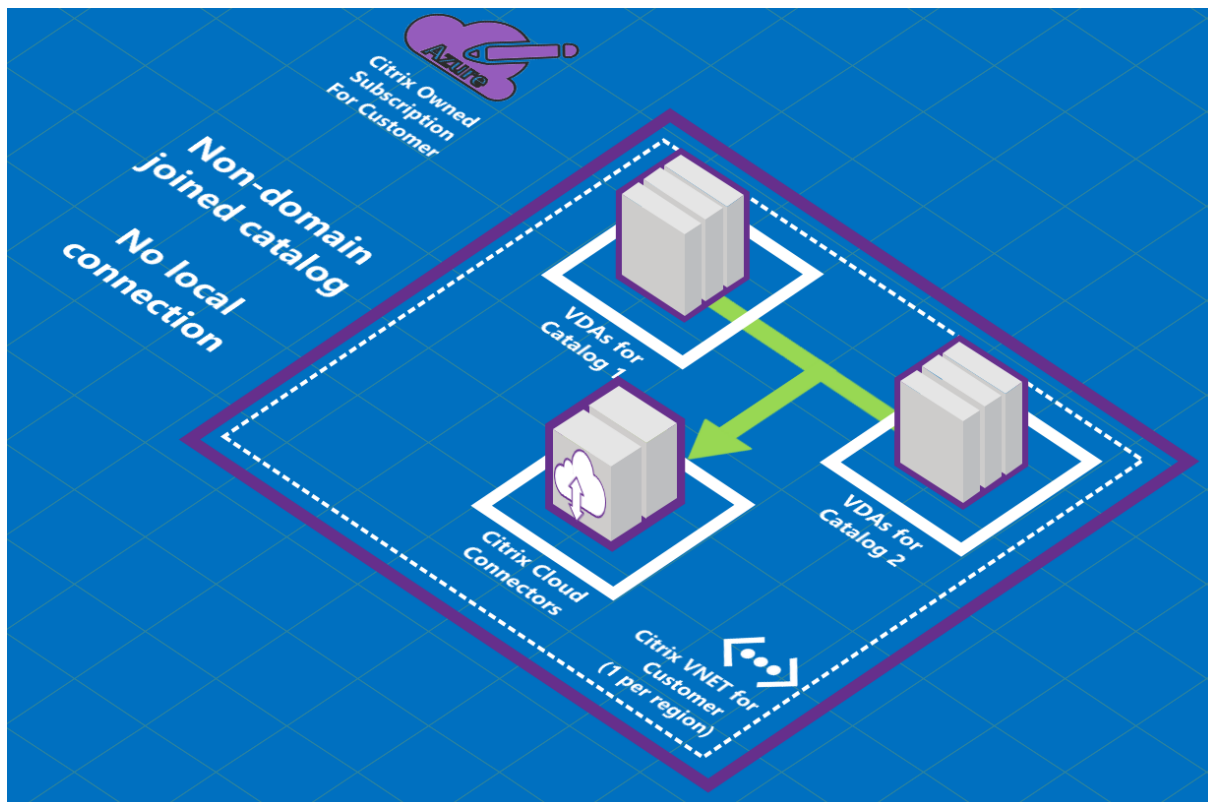 Azure
Citrix Owned
Subscription
For Customer
Non-domain
joined catalog
No local
connection
VDAs for
Catalog 1
VDAs for
Catalog 2
Citrix Cloud
Connectors
Citrix VNET for
Customer
(1 per region)